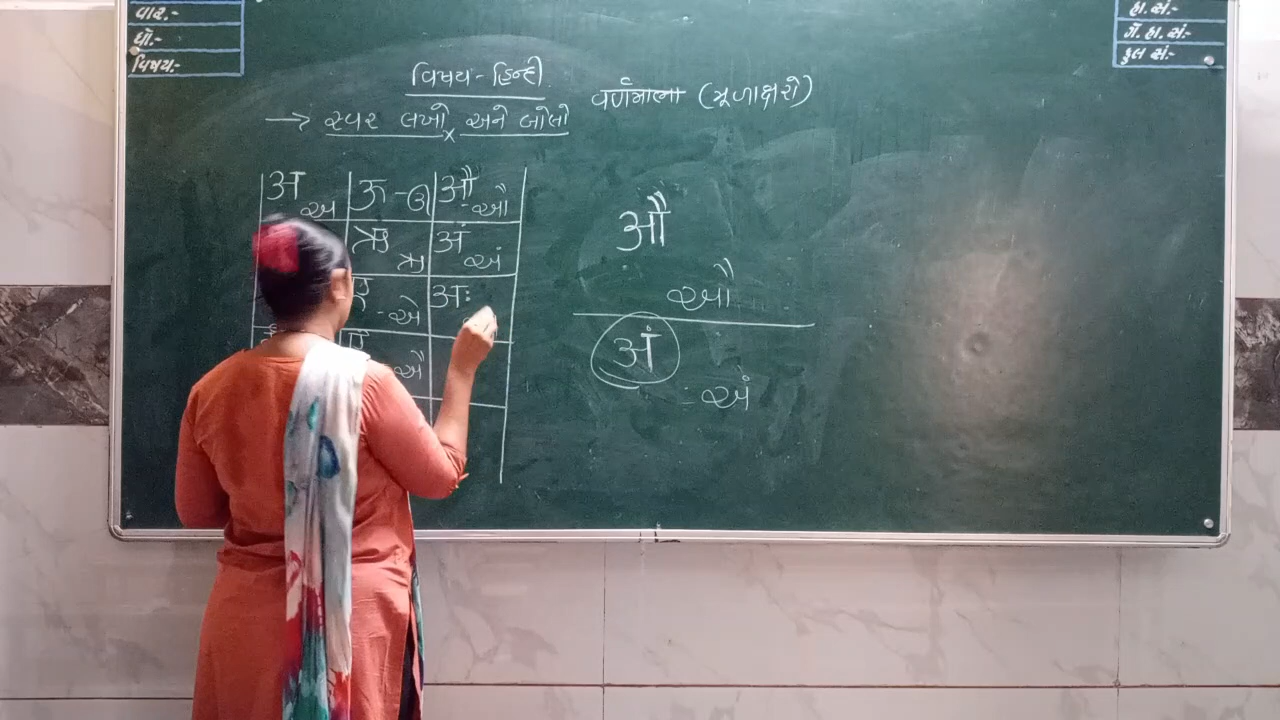 વાર.-
ઘો.-
વિષય.-
હા.સં.-
ગે.હા.સં.-
કુલ સં.-
વિષય - હિન્દી
વર્ણમાલા (મૂળાક્ષરો)
→ સ્વર લખો અને બોલો
अ અ ऊ - ઊ औ - ઔ
ऋ ઋ अं અં
ए - એ अः
ઐ
औ
ઔ
अं
- અં